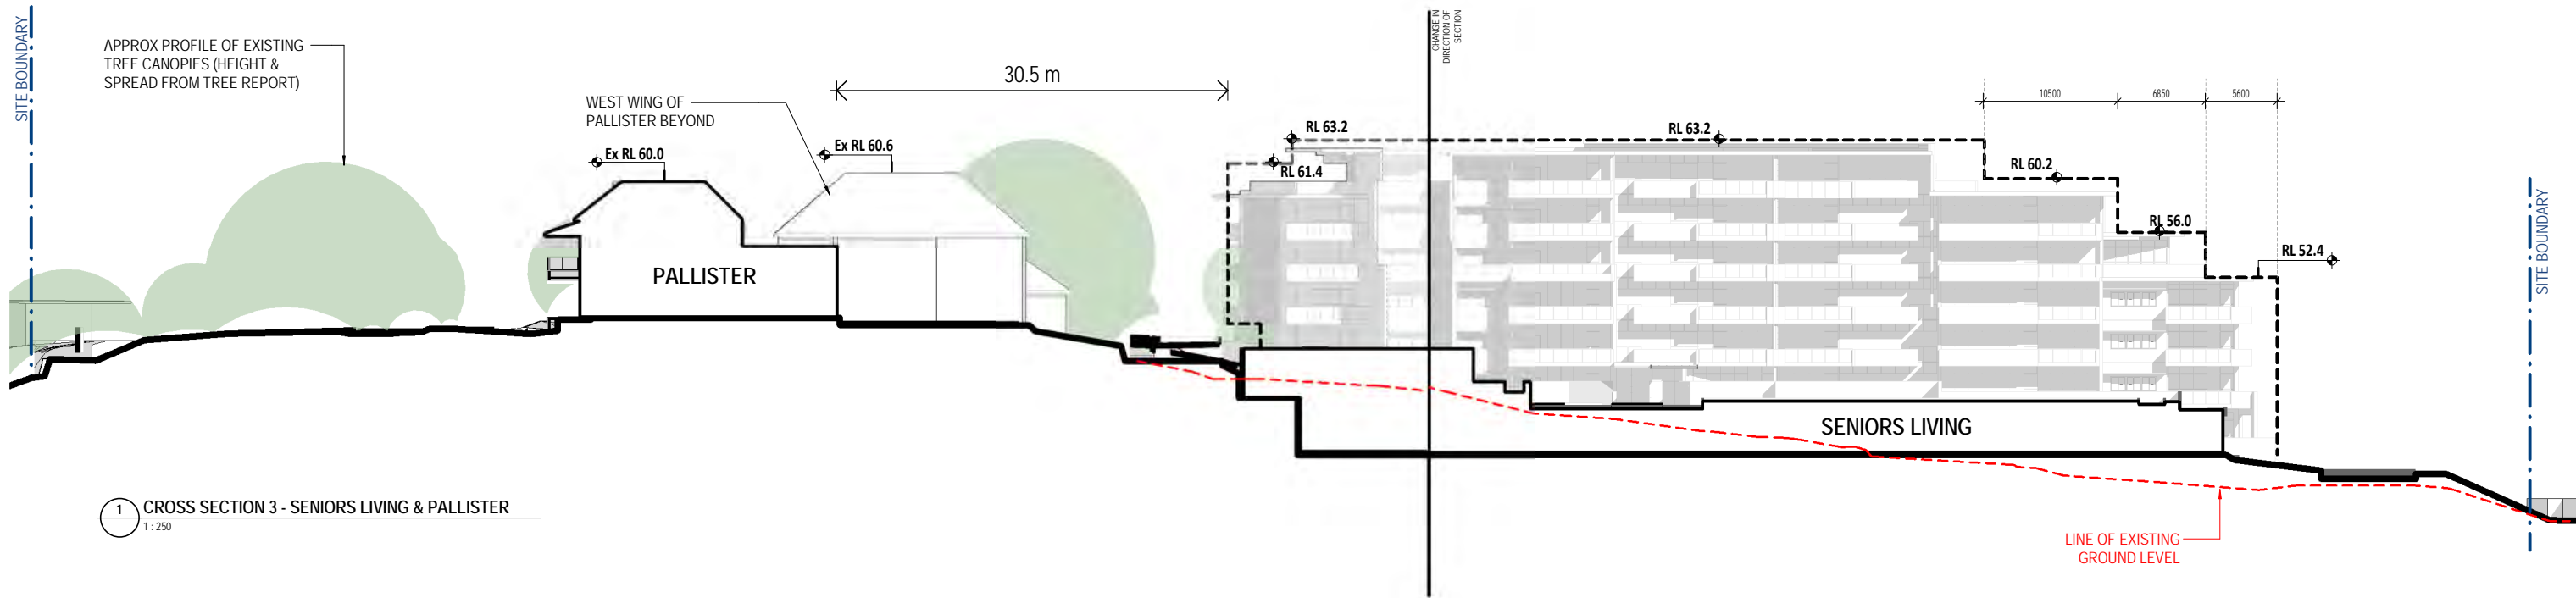 SITE BOUNDARY
APPROX PROFILE OF EXISTING
TREE CANOPIES (HEIGHT &
SPREAD FROM TREE REPORT)
WEST WING OF
PALLISTER BEYOND
30.5 m
CHANGE IN
DIRECTION OF
SECTION
10500
6850
5600
Ex RL 60.0
Ex RL 60.6
RL 63.2
RL 61.4
RL 63.2
RL 60.2
RL 56.0
RL 52.4
SITE BOUNDARY
PALLISTER
SENIORS LIVING
1
CROSS SECTION 3 - SENIORS LIVING & PALLISTER
1 : 250
LINE OF EXISTING
GROUND LEVEL